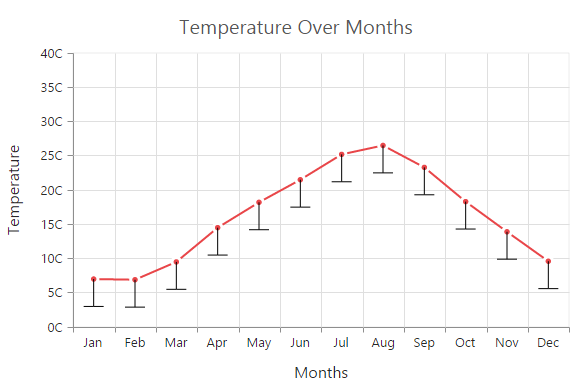 Temperature Over Months
40C
35C
30C
25C
20C
15C
10C
5C
0C
Temperature
Jan Feb Mar Apr May Jun Jul Aug Sep Oct Nov Dec
Months